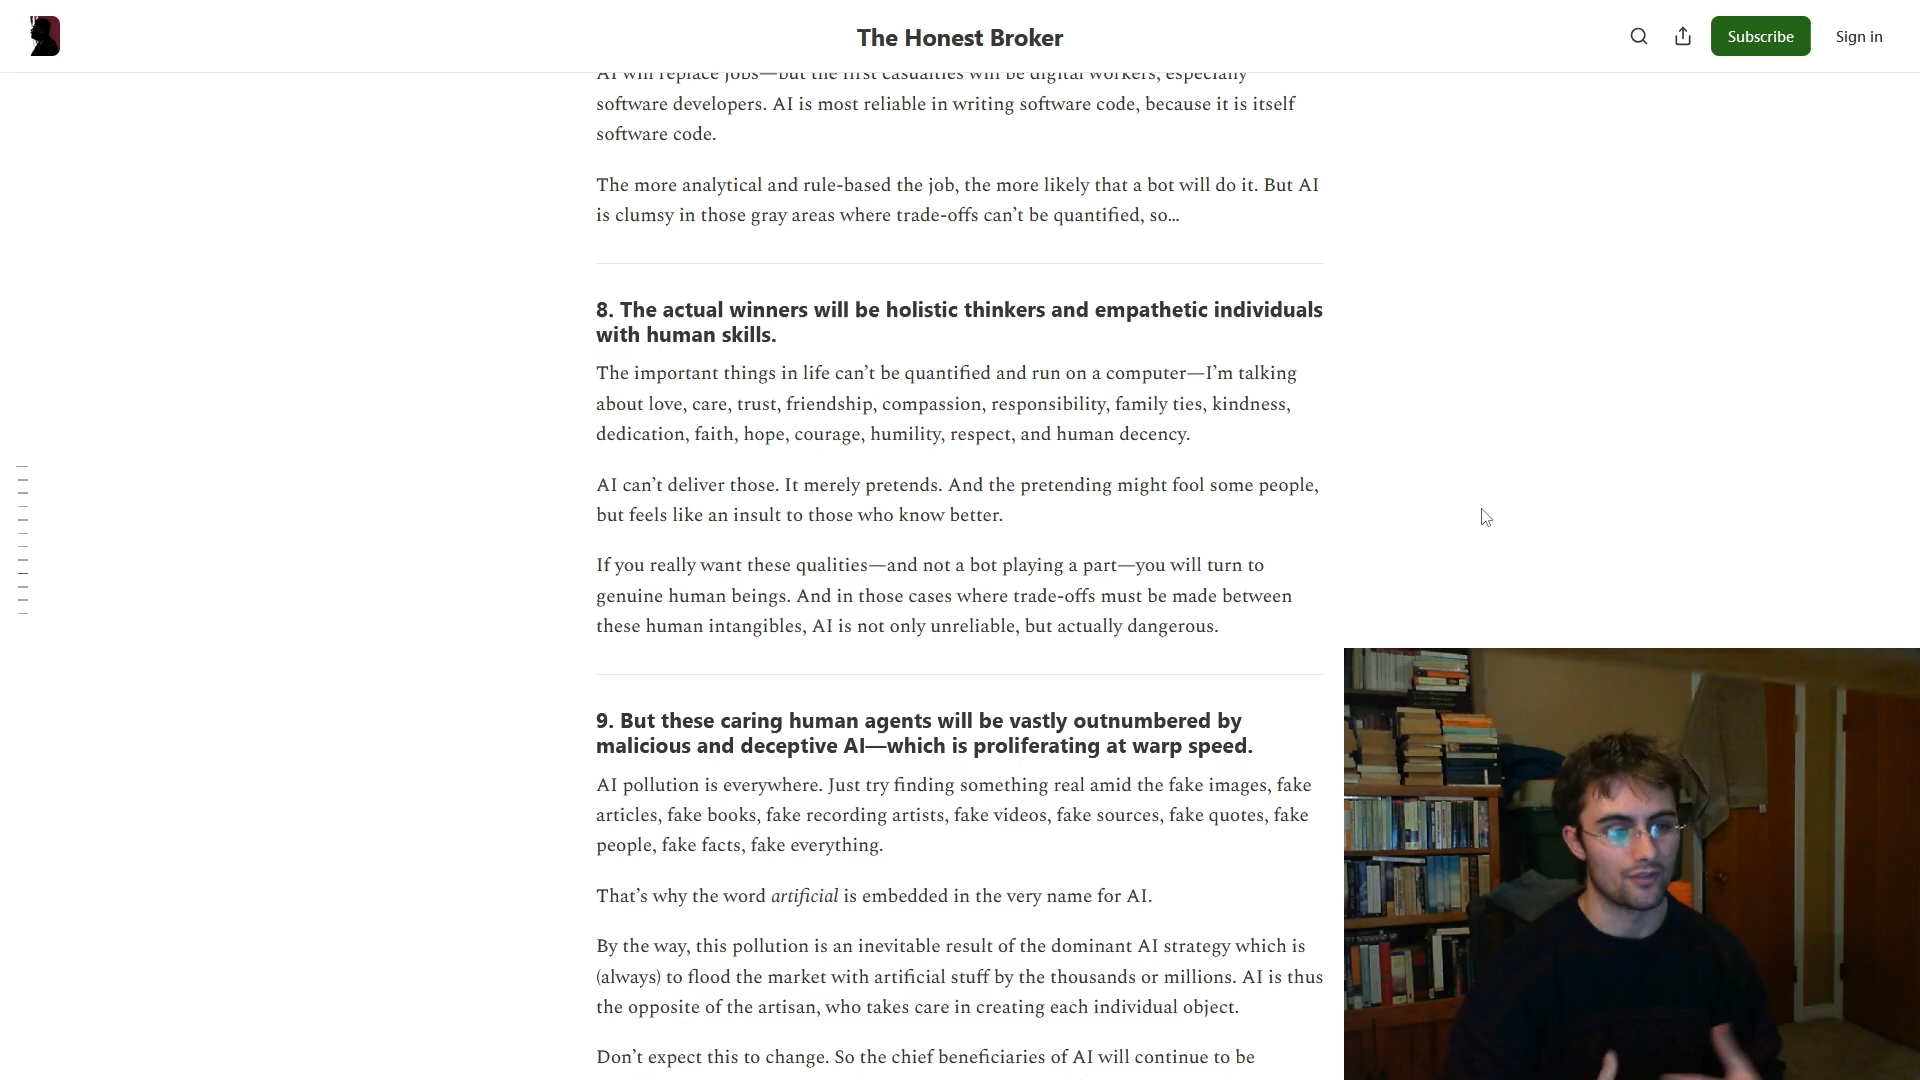 The Honest Broker
Subscribe
Sign in
AI will replace jobs—but the first casualties will be digital workers, especially
software developers. AI is most reliable in writing software code, because it is itself
software code.
The more analytical and rule-based the job, the more likely that a bot will do it. But AI
is clumsy in those gray areas where trade-offs can’t be quantified, so...
8. The actual winners will be holistic thinkers and empathetic individuals
with human skills.
The important things in life can’t be quantified and run on a computer—I’m talking
about love, care, trust, friendship, compassion, responsibility, family ties, kindness,
dedication, faith, hope, courage, humility, respect, and human decency.
AI can’t deliver those. It merely pretends. And the pretending might fool some people,
but feels like an insult to those who know better.
If you really want these qualities—and not a bot playing a part—you will turn to
genuine human beings. And in those cases where trade-offs must be made between
these human intangibles, AI is not only unreliable, but actually dangerous.
9. But these caring human agents will be vastly outnumbered by
malicious and deceptive AI—which is proliferating at warp speed.
AI pollution is everywhere. Just try finding something real amid the fake images, fake
articles, fake books, fake recording artists, fake videos, fake sources, fake quotes, fake
people, fake facts, fake everything.
That’s why the word artificial is embedded in the very name for AI.
By the way, this pollution is an inevitable result of the dominant AI strategy which is
(always) to flood the market with artificial stuff by the thousands or millions. AI is thus
the opposite of the artisan, who takes care in creating each individual object.
Don’t expect this to change. So the chief beneficiaries of AI will continue to be